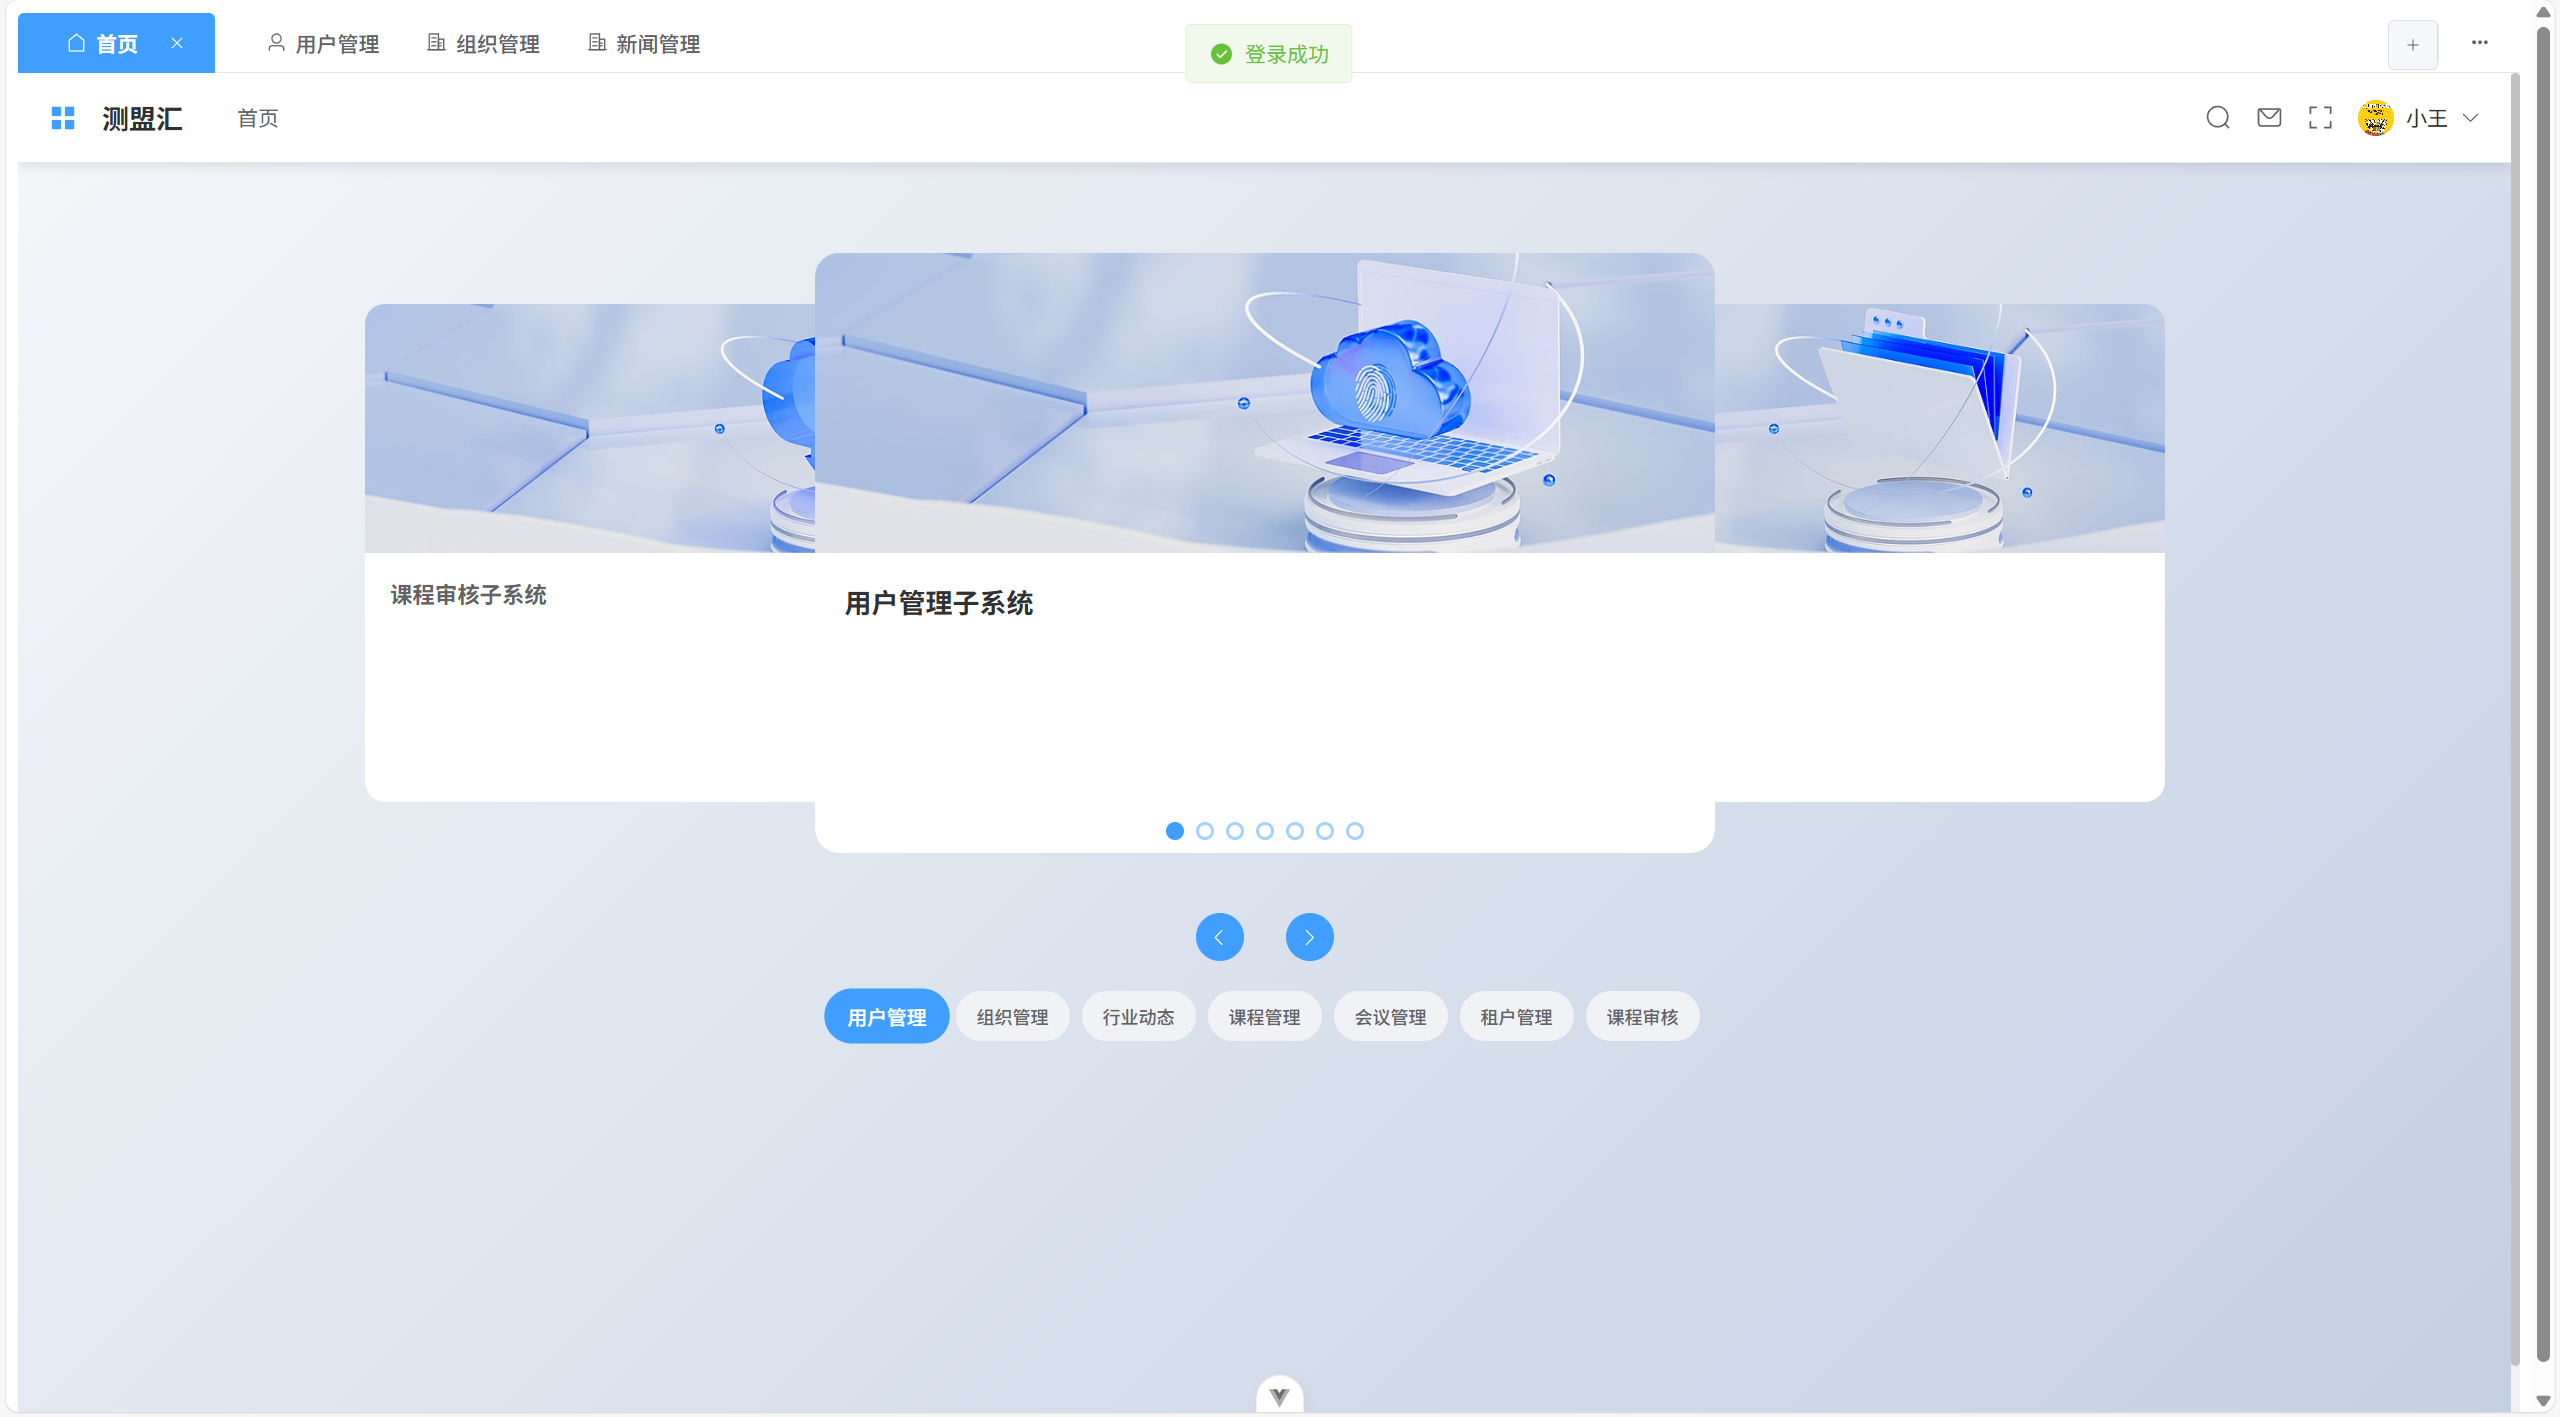 首页
用户管理
组织管理
新闻管理
登录成功
测盟汇
首页
小王
课程审核子系统
用户管理子系统
用户管理
组织管理
行业动态
课程管理
会议管理
租户管理
课程审核